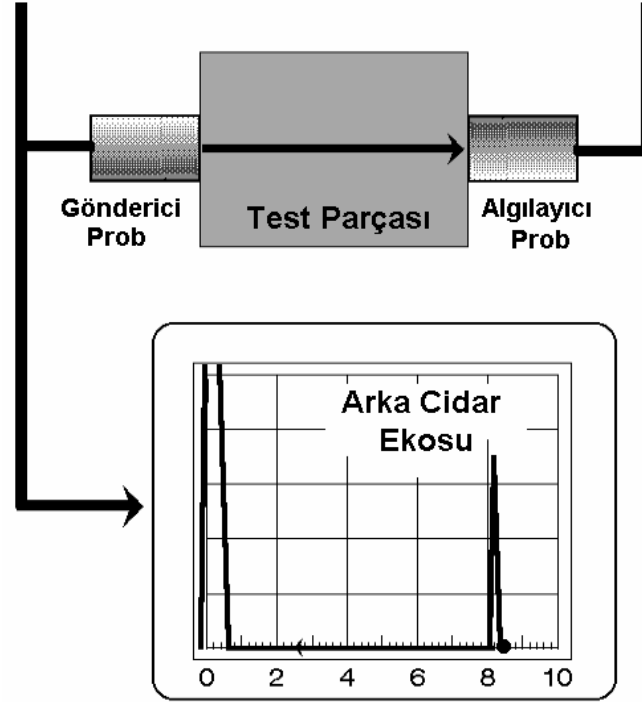 Gönderici
Prob
Test Parçası
Algılayıcı
Prob
Arka Cidar
Ekosu
0 2 4 6 8 10